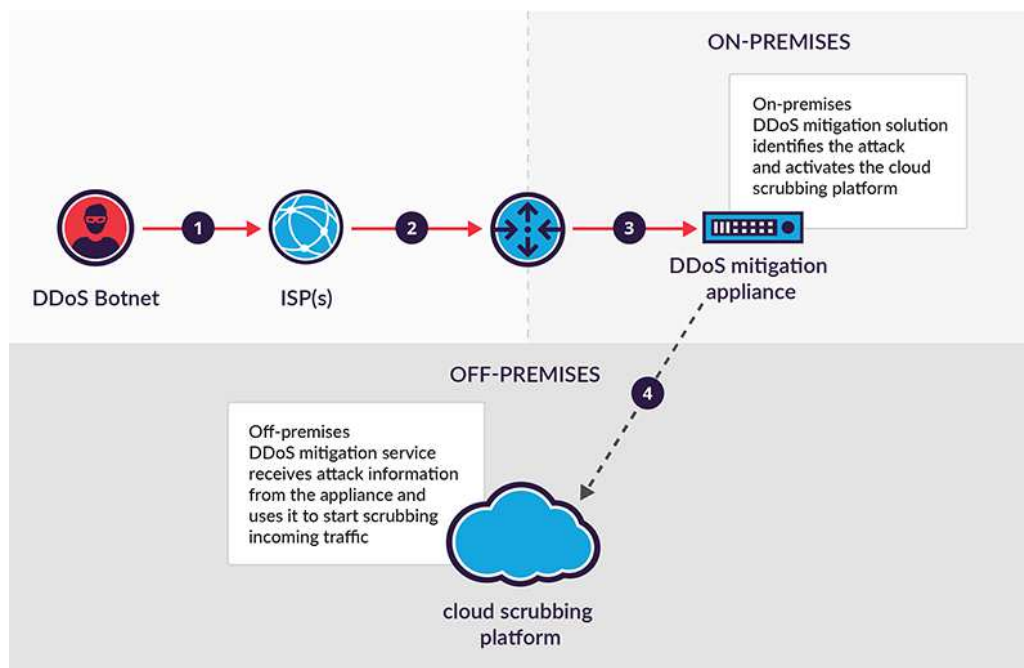 ON-PREMISES
On-premises
DDoS mitigation solution
identifies the attack
and activates the cloud
scrubbing platform
1
2
3
DDoS Botnet
ISP(s)
DDoS mitigation
appliance
OFF-PREMISES
4
Off-premises
DDoS mitigation service
receives attack information
from the appliance and
uses it to start scrubbing
incoming traffic
cloud scrubbing
platform